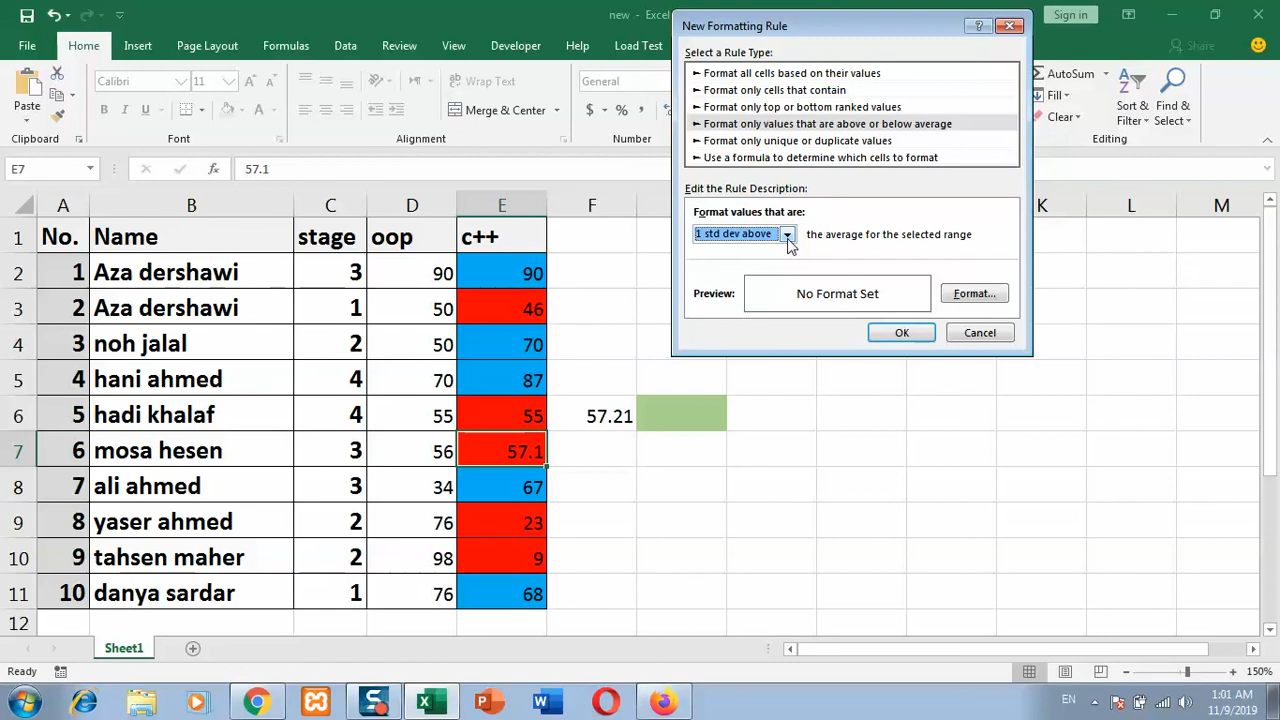 new - Excel
Sign in
File Home Insert Page Layout Formulas Data Review View Developer Help Load Test
Share
Paste
Calibri 11
B I U A
Wrap Text
Merge & Center
General
$ % ,
AutoSum
Fill
Clear
Sort & Filter
Find & Select
Clipboard Font Alignment Number Editing
E7 fx 57.1
A B C D E F K L M
1 No. Name stage oop c++
2 1 Aza dershawi 3 90 90
3 2 Aza dershawi 1 50 46
4 3 noh jalal 2 50 70
5 4 hani ahmed 4 70 87
6 5 hadi khalaf 4 55 55 57.21
7 6 mosa hesen 3 56 57.1
8 7 ali ahmed 3 34 67
9 8 yaser ahmed 2 76 23
10 9 tahsen maher 2 98 9
11 10 danya sardar 1 76 68
12
New Formatting Rule
Select a Rule Type:
► Format all cells based on their values
► Format only cells that contain
► Format only top or bottom ranked values
► Format only values that are above or below average
► Format only unique or duplicate values
► Use a formula to determine which cells to format
Edit the Rule Description:
Format values that are:
1 std dev above the average for the selected range
Preview: No Format Set Format...
OK Cancel
Sheet1
Ready
150%
EN
1:01 AM
11/9/2019